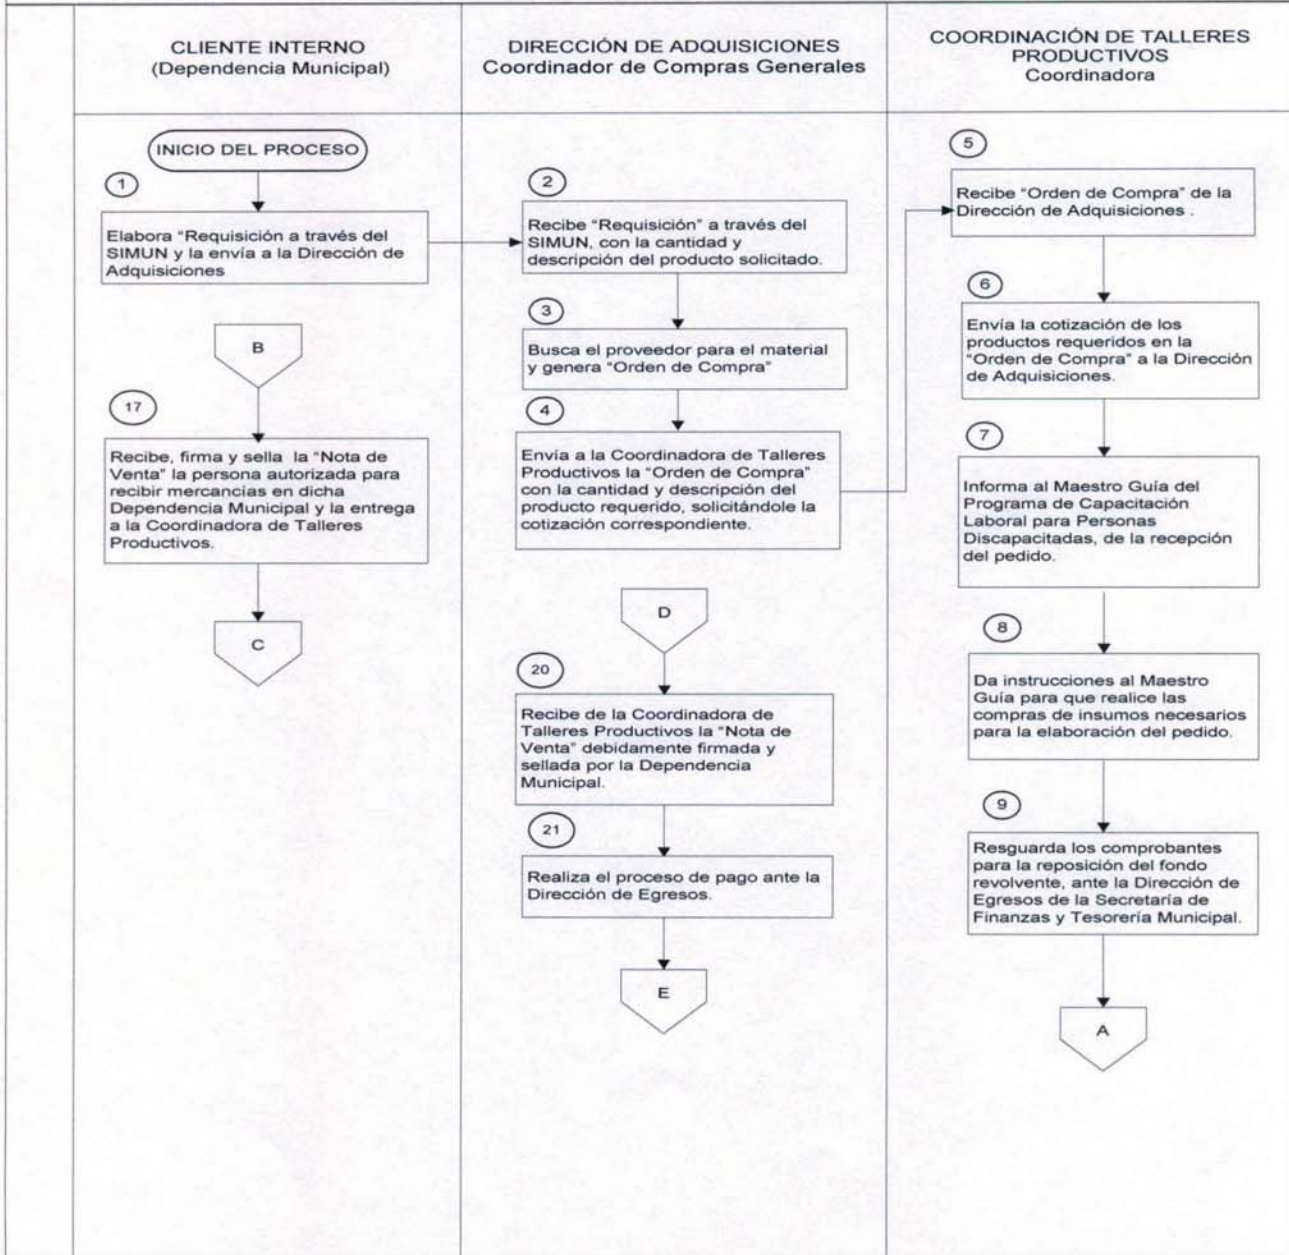 CLIENTE INTERNO
(Dependencia Municipal)
DIRECCIÓN DE ADQUISICIONES
Coordinador de Compras Generales
COORDINACIÓN DE TALLERES
PRODUCTIVOS
Coordinadora
INICIO DEL PROCESO
1
Elabora “Requisición a través del
SIMUN y la envía a la Dirección de
Adquisiciones
B
17
Recibe, firma y sella la “Nota de
Venta” la persona autorizada para
recibir mercancías en dicha
Dependencia Municipal y la entrega
a la Coordinadora de Talleres
Productivos.
C
2
Recibe “Requisición” a través del
SIMUN, con la cantidad y
descripción del producto solicitado.
3
Busca el proveedor para el material
y genera “Orden de Compra”
4
Envía a la Coordinadora de Talleres
Productivos la “Orden de Compra”
con la cantidad y descripción del
producto requerido, solicitándole la
cotización correspondiente.
D
20
Recibe de la Coordinadora de
Talleres Productivos la “Nota de
Venta” debidamente firmada y
sellada por la Dependencia
Municipal.
21
Realiza el proceso de pago ante la
Dirección de Egresos.
E
5
Recibe “Orden de Compra” de la
Dirección de Adquisiciones .
6
Envía la cotización de los
productos requeridos en la
“Orden de Compra” a la Dirección
de Adquisiciones.
7
Informa al Maestro Guía del
Programa de Capacitación
Laboral para Personas
Discapacitadas, de la recepción
del pedido.
8
Da instrucciones al Maestro
Guía para que realice las
compras de insumos necesarios
para la elaboración del pedido.
9
Resguarda los comprobantes
para la reposición del fondo
revolvente, ante la Dirección de
Egresos de la Secretaría de
Finanzas y Tesorería Municipal.
A